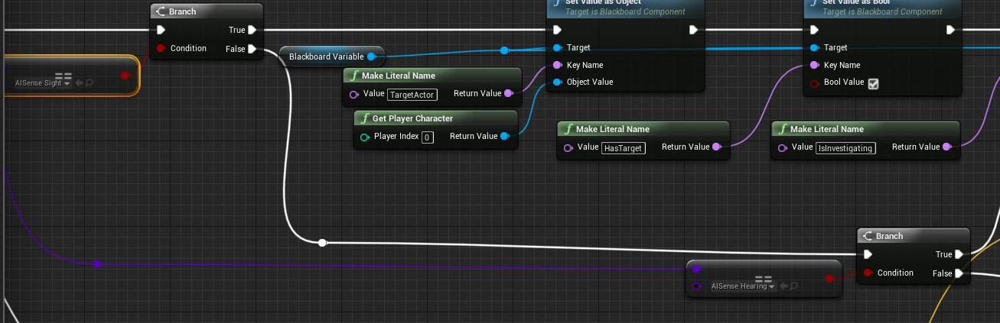 Branch
True
Condition
False
AISense Sight
Blackboard Variable
Make Literal Name
Value TargetActor Return Value
Get Player Character
Player Index 0 Return Value
Set Value as Object
Target is Blackboard Component
Target
Key Name
Object Value
Make Literal Name
Value HasTarget Return Value
Set Value as Bool
Target is Blackboard Component
Target
Key Name
Bool Value
Make Literal Name
Value IsInvestigating Return Value
==
AISense Hearing
Branch
True
Condition
False